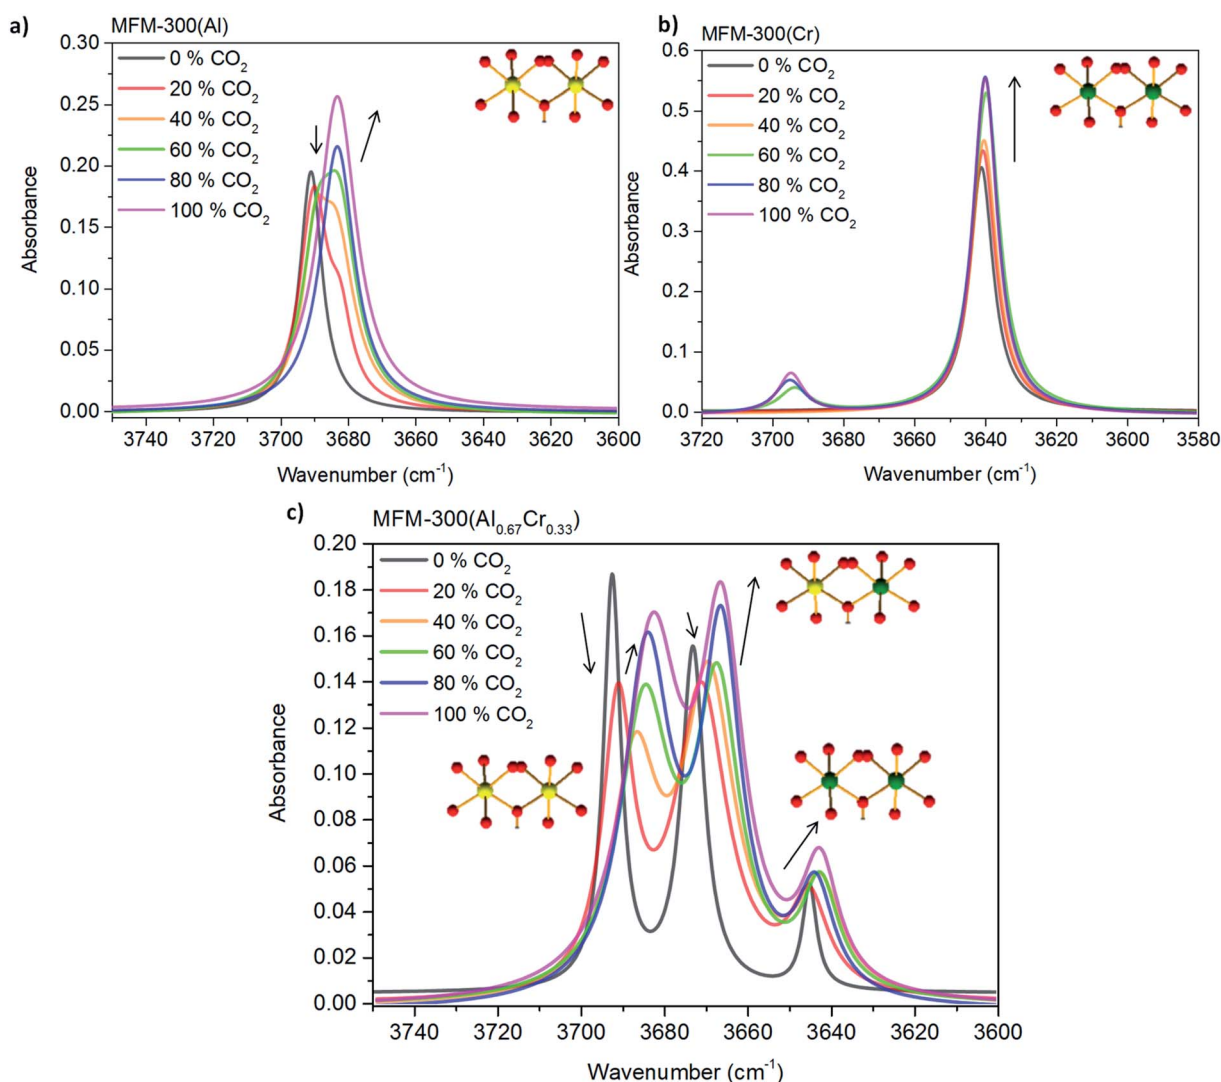 a)
MFM-300(Al)
0.30
0.25
0.20
0.15
0.10
0.05
0.00
Absorbance
0 % CO₂
20 % CO₂
40 % CO₂
60 % CO₂
80 % CO₂
100 % CO₂
3740 3720 3700 3680 3660 3640 3620 3600
Wavenumber (cm⁻¹)
b)
MFM-300(Cr)
0.6
0.5
0.4
0.3
0.2
0.1
0.0
Absorbance
0 % CO₂
20 % CO₂
40 % CO₂
60 % CO₂
80 % CO₂
100 % CO₂
3720 3700 3680 3660 3640 3620 3600 3580
Wavenumber (cm⁻¹)
c)
MFM-300(Al₀.₆₇Cr₀.₃₃)
0.20
0.18
0.16
0.14
0.12
0.10
0.08
0.06
0.04
0.02
0.00
Absorbance
0 % CO₂
20 % CO₂
40 % CO₂
60 % CO₂
80 % CO₂
100 % CO₂
3740 3720 3700 3680 3660 3640 3620 3600
Wavenumber (cm⁻¹)